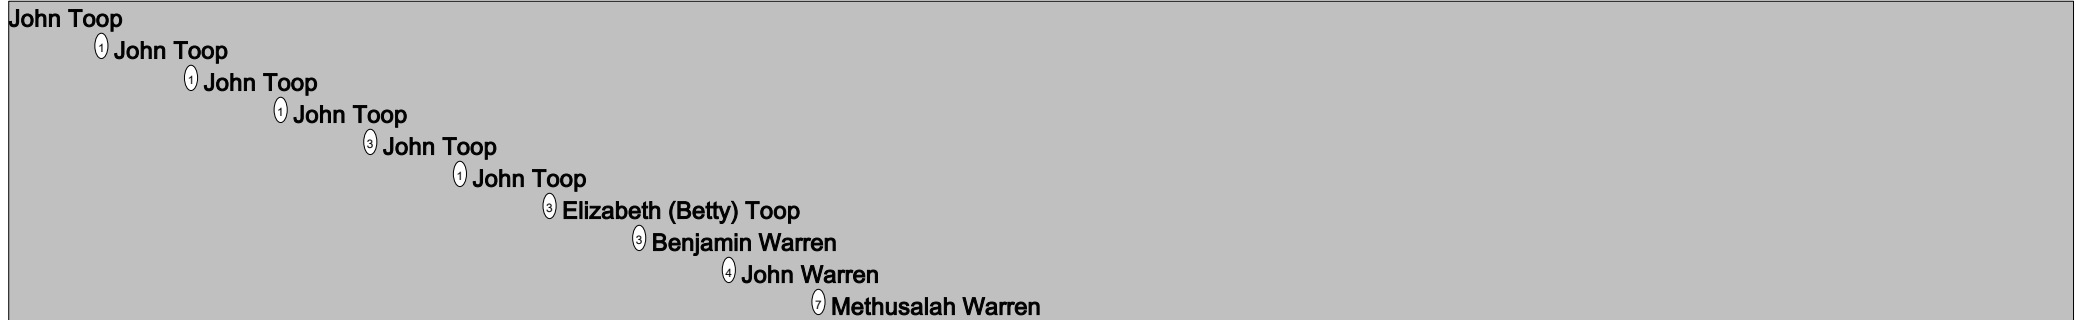 John Toop
1 John Toop
1 John Toop
1 John Toop
3 John Toop
1 John Toop
3 Elizabeth (Betty) Toop
3 Benjamin Warren
4 John Warren
7 Methusalah Warren